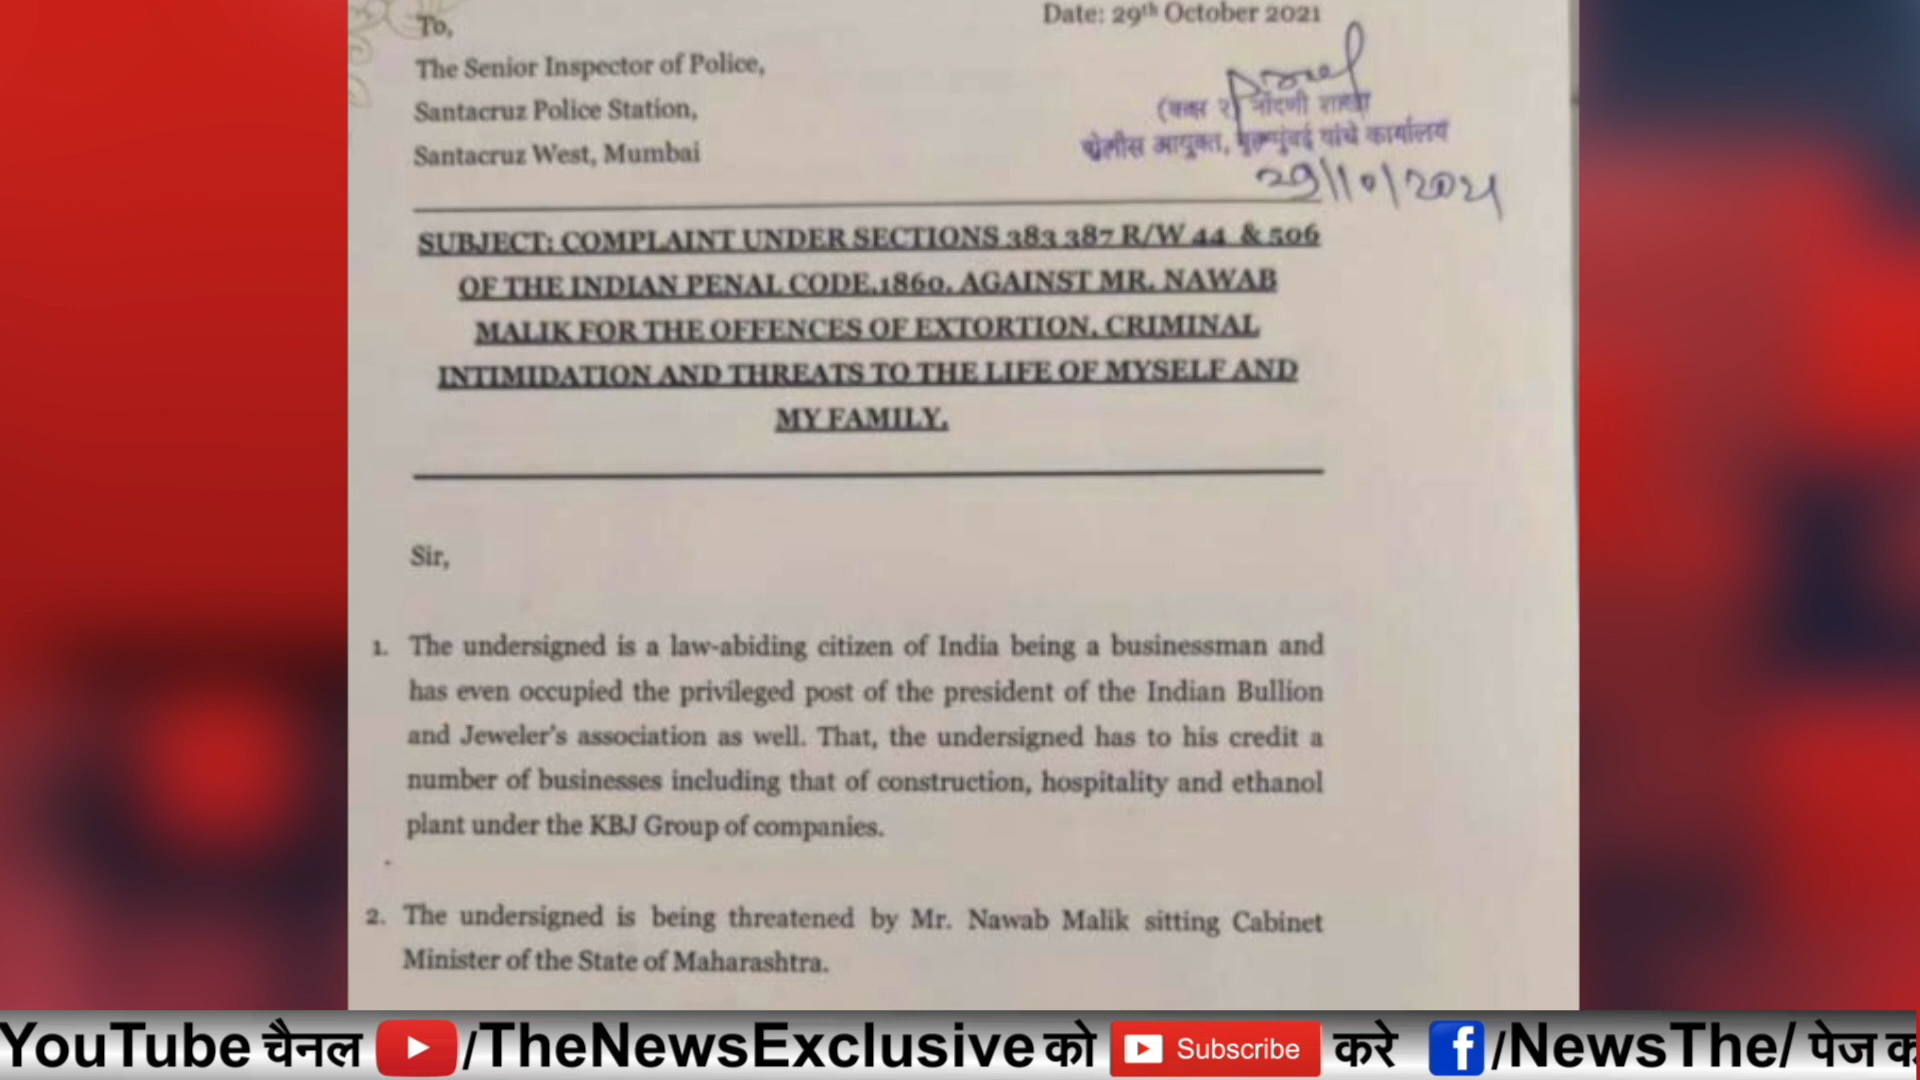 To,
Date: 29th October 2021
The Senior Inspector of Police,
Santacruz Police Station,
Santacruz West, Mumbai
(कक्ष २) नोंदणी शाखा
पोलीस आयुक्त, बृहन्मुंबई यांचे कार्यालय
29/10/2021
SUBJECT: COMPLAINT UNDER SECTIONS 383 387 R/W 44 & 506
OF THE INDIAN PENAL CODE,1860, AGAINST MR. NAWAB
MALIK FOR THE OFFENCES OF EXTORTION, CRIMINAL
INTIMIDATION AND THREATS TO THE LIFE OF MYSELF AND
MY FAMILY.
Sir,
1. The undersigned is a law-abiding citizen of India being a businessman and
has even occupied the privileged post of the president of the Indian Bullion
and Jeweler's association as well. That, the undersigned has to his credit a
number of businesses including that of construction, hospitality and ethanol
plant under the KBJ Group of companies.
2. The undersigned is being threatened by Mr. Nawab Malik sitting Cabinet
Minister of the State of Maharashtra.
YouTube चैनल /TheNewsExclusive को Subscribe करे f/NewsThe/ पेज क